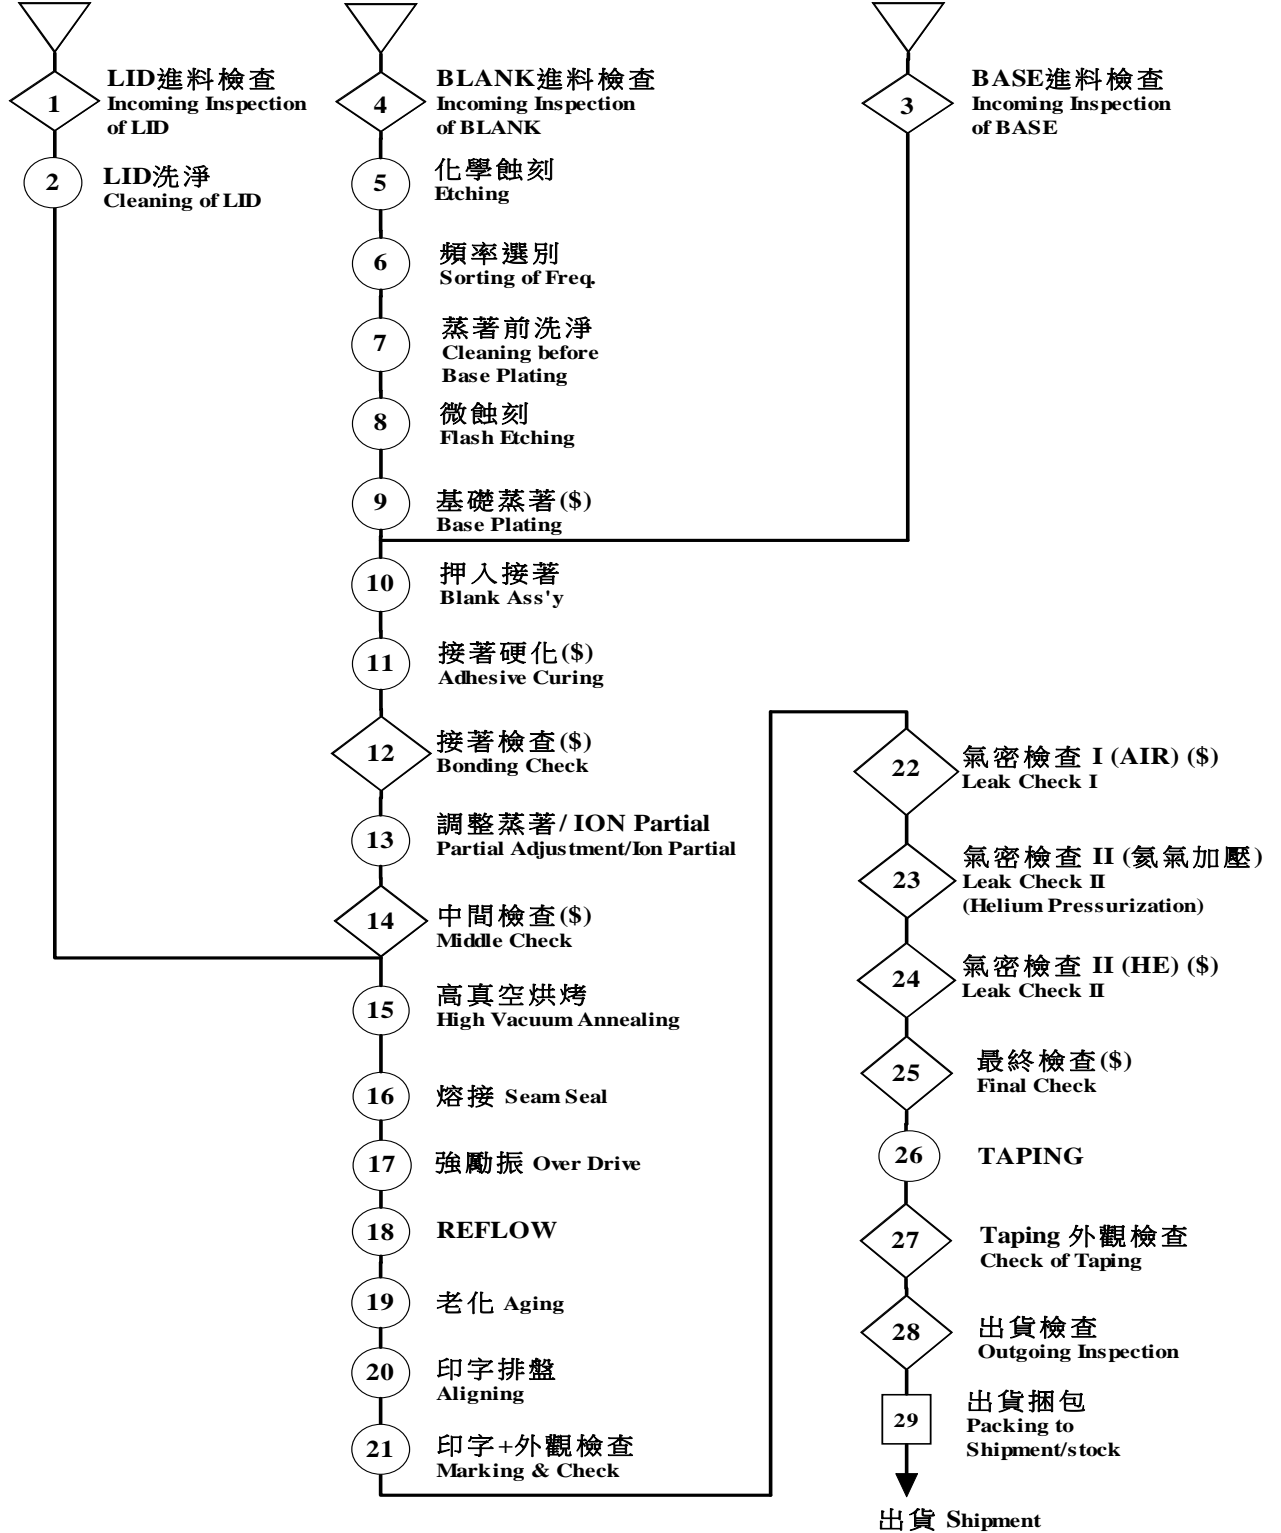 1
LID進料檢查
Incoming Inspection
of LID
2
LID洗淨
Cleaning of LID
4
BLANK進料檢查
Incoming Inspection
of BLANK
3
BASE進料檢查
Incoming Inspection
of BASE
5
化學蝕刻
Etching
6
頻率選別
Sorting of Freq.
7
蒸著前洗淨
Cleaning before
Base Plating
8
微蝕刻
Flash Etching
9
基礎蒸著($)
Base Plating
10
押入接著
Blank Ass'y
11
接著硬化($)
Adhesive Curing
12
接著檢查($)
Bonding Check
13
調整蒸著/ ION Partial
Partial Adjustment/Ion Partial
14
中間檢查($)
Middle Check
15
高真空烘烤
High Vacuum Annealing
16
熔接 Seam Seal
17
強勵振 Over Drive
18
REFLOW
19
老化 Aging
20
印字排盤
Aligning
21
印字+外觀檢查
Marking & Check
22
氣密檢查 I (AIR) ($)
Leak Check I
23
氣密檢查 II (氦氣加壓)
Leak Check II
(Helium Pressurization)
24
氣密檢查 II (HE) ($)
Leak Check II
25
最終檢查($)
Final Check
26
TAPING
27
Taping 外觀檢查
Check of Taping
28
出貨檢查
Outgoing Inspection
29
出貨捆包
Packing to
Shipment/stock
出貨 Shipment